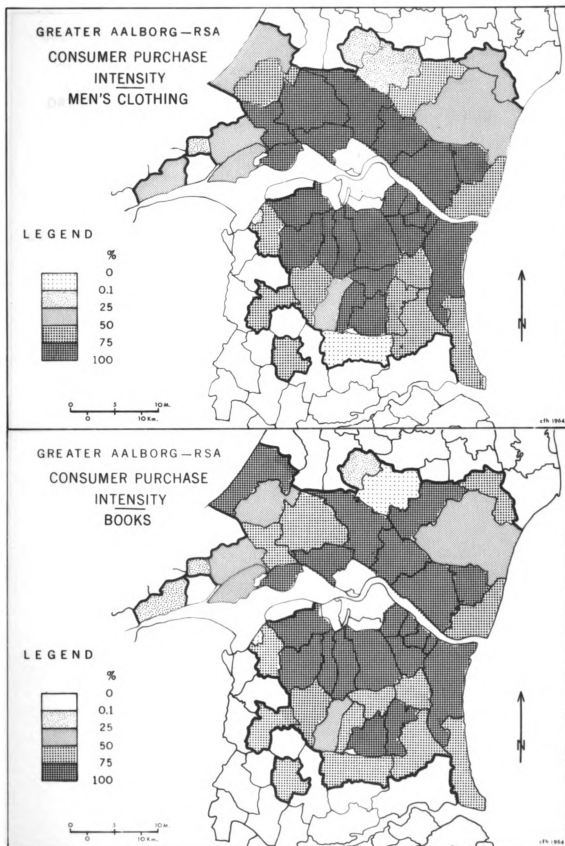 GREATER AALBORG—RSA
CONSUMER PURCHASE
INTENSITY
MEN'S CLOTHING
LEGEND
%
0
0.1
25
50
75
100
0 5 10 M.
0 10 Km.
N
cfh 1964
GREATER AALBORG—RSA
CONSUMER PURCHASE
INTENSITY
BOOKS
LEGEND
%
0
0.1
25
50
75
100
0 5 10 M.
0 10 Km.
N
cfh 1964